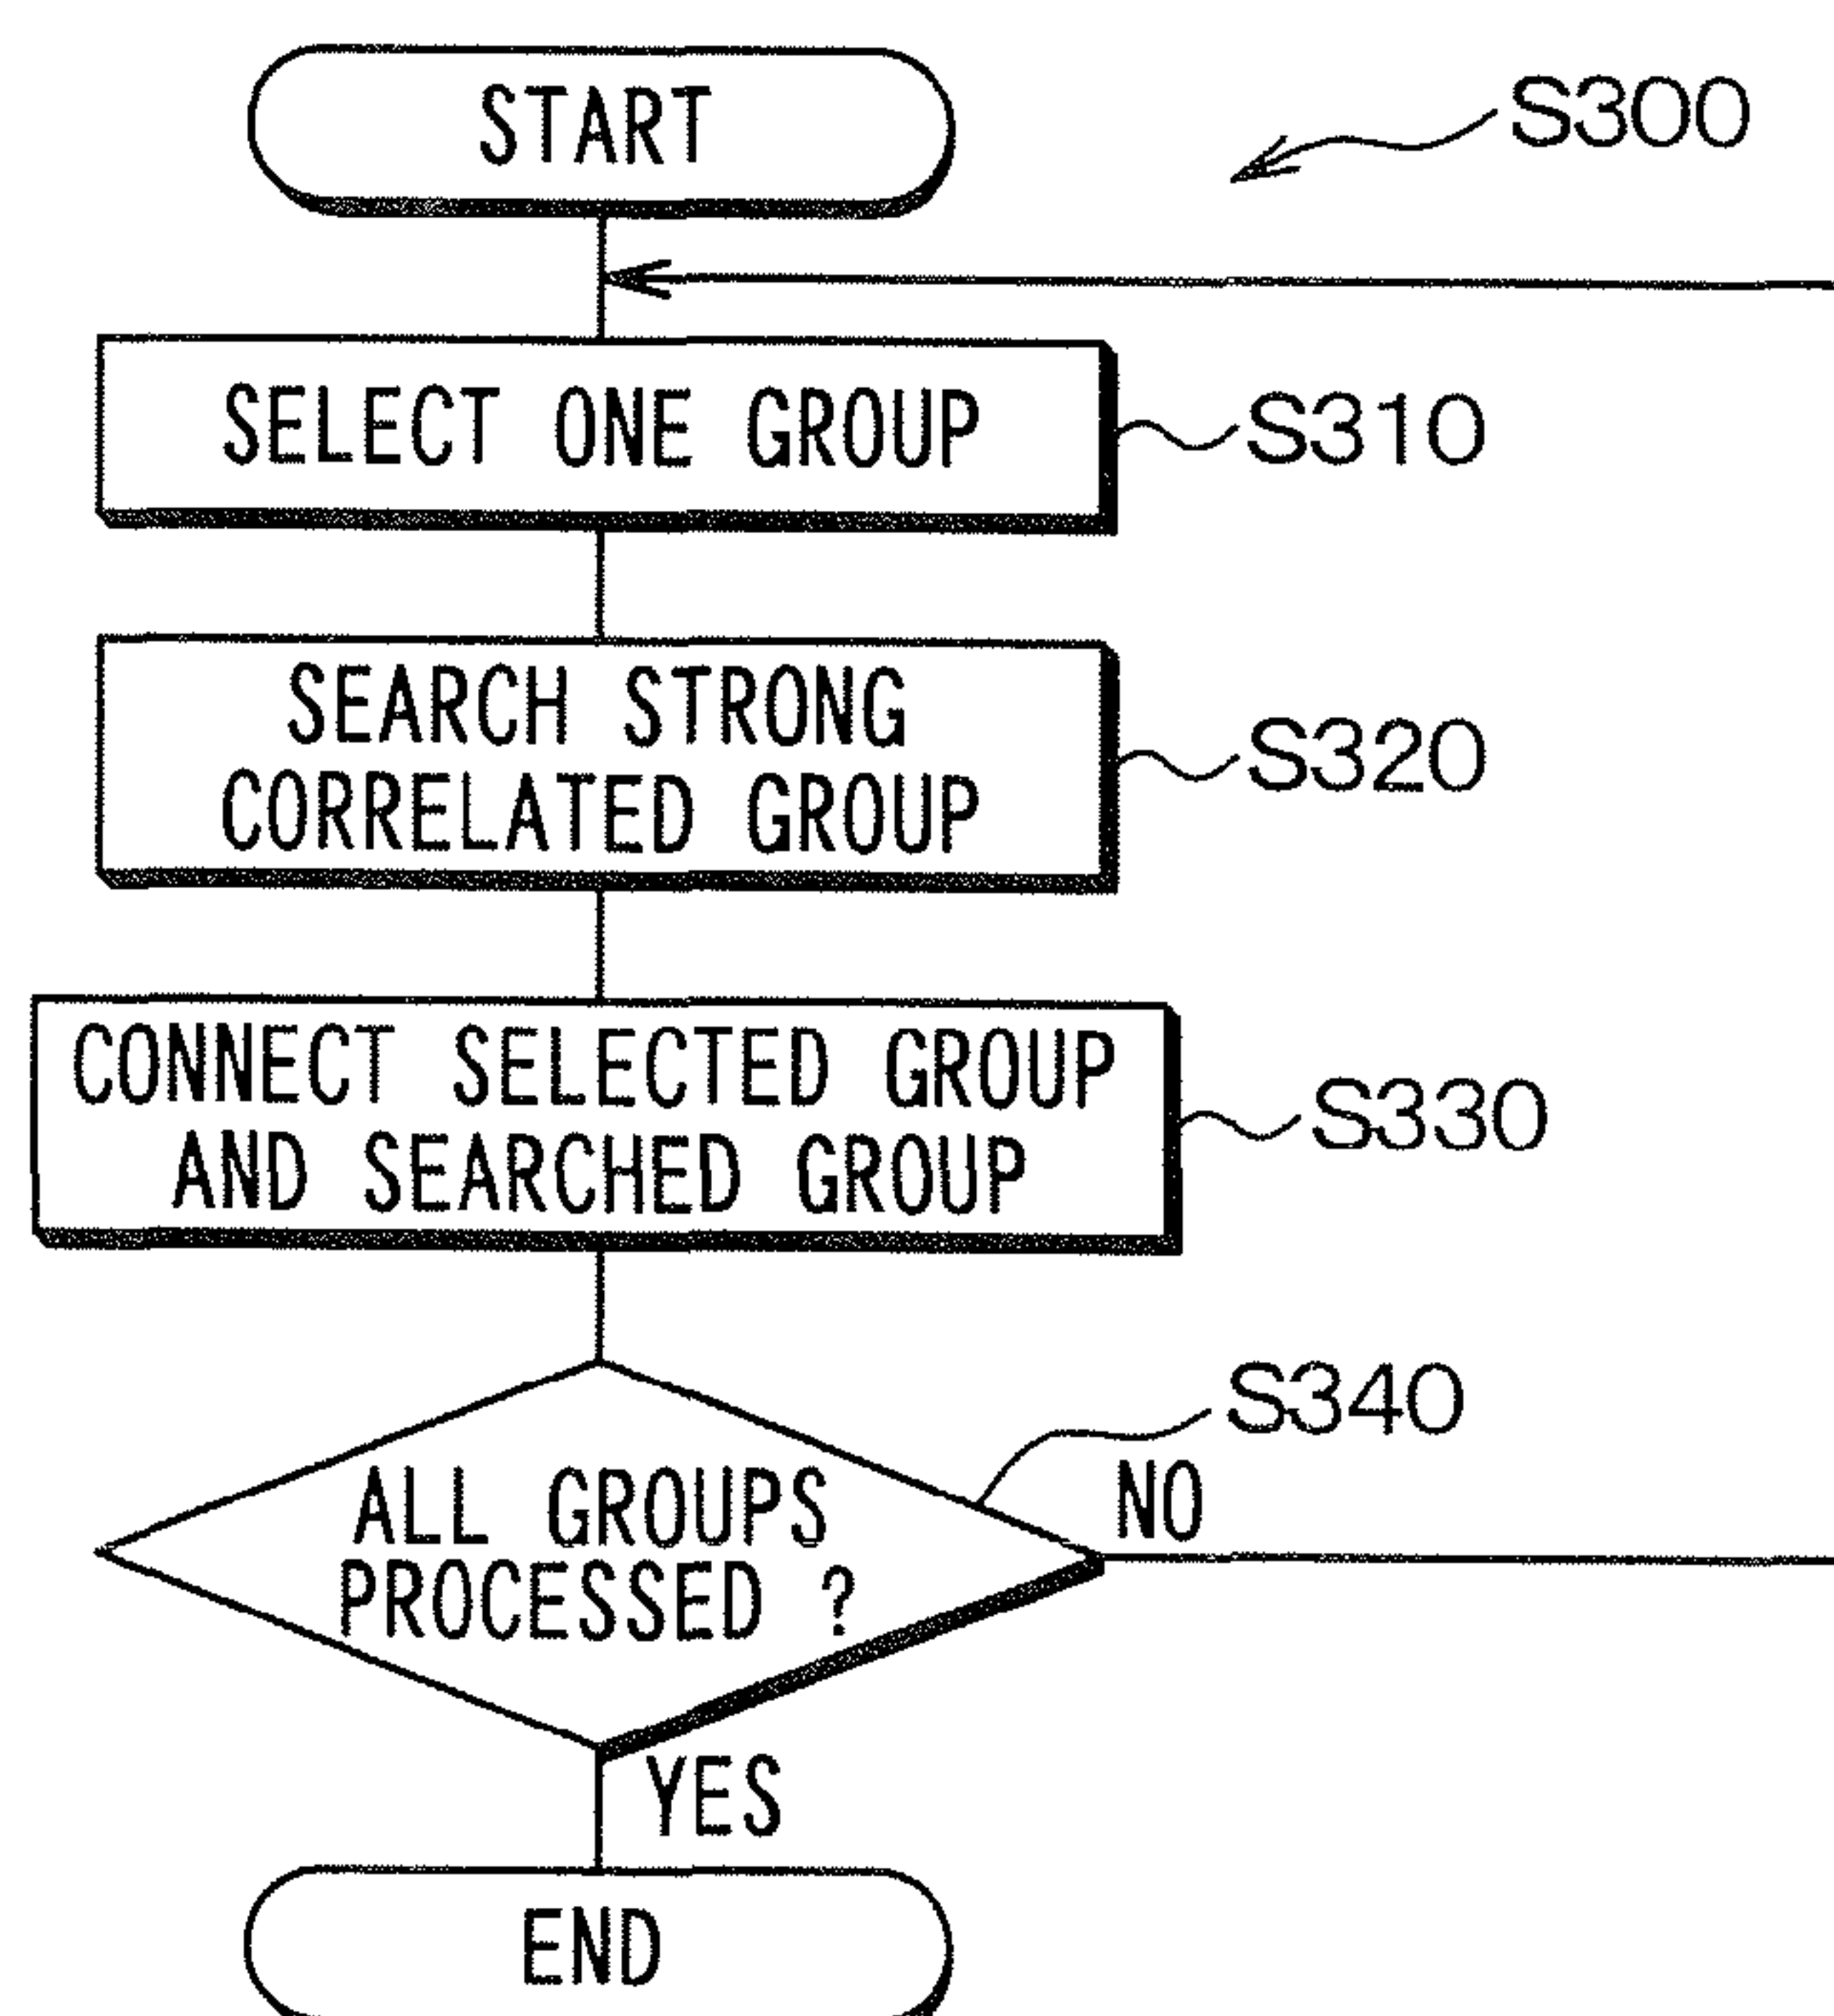 START
S300
SELECT ONE GROUP
S310
SEARCH STRONG
CORRELATED GROUP
S320
CONNECT SELECTED GROUP
AND SEARCHED GROUP
S330
S340
ALL GROUPS
PROCESSED ?
NO
YES
END